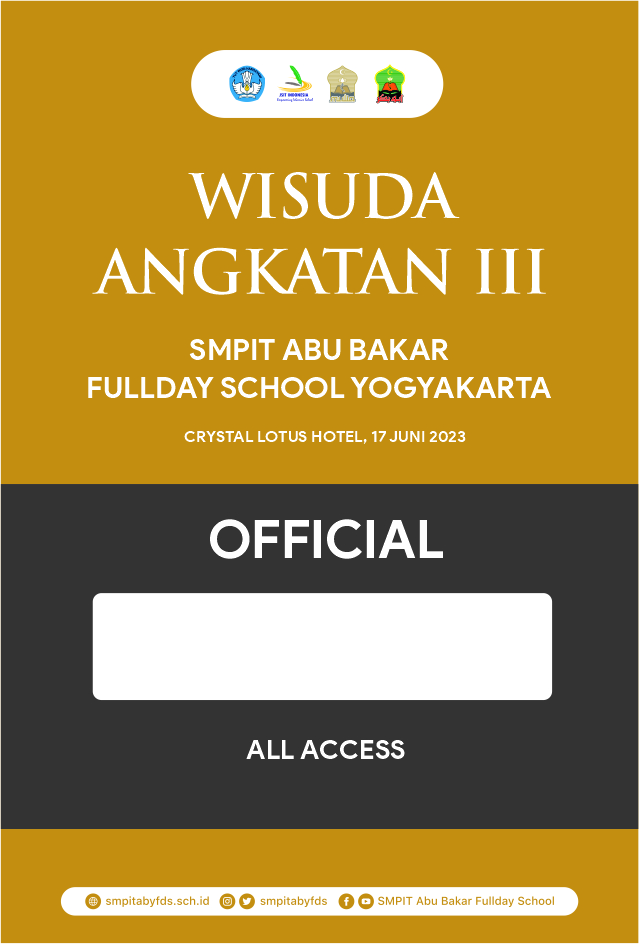 JSIT INDONESIA
WISUDA
ANGKATAN III
SMPIT ABU BAKAR
FULLDAY SCHOOL YOGYAKARTA
CRYSTAL LOTUS HOTEL, 17 JUNI 2023
OFFICIAL
ALL ACCESS
smpitabyfds.sch.id smpitabyfds SMPIT Abu Bakar Fullday School